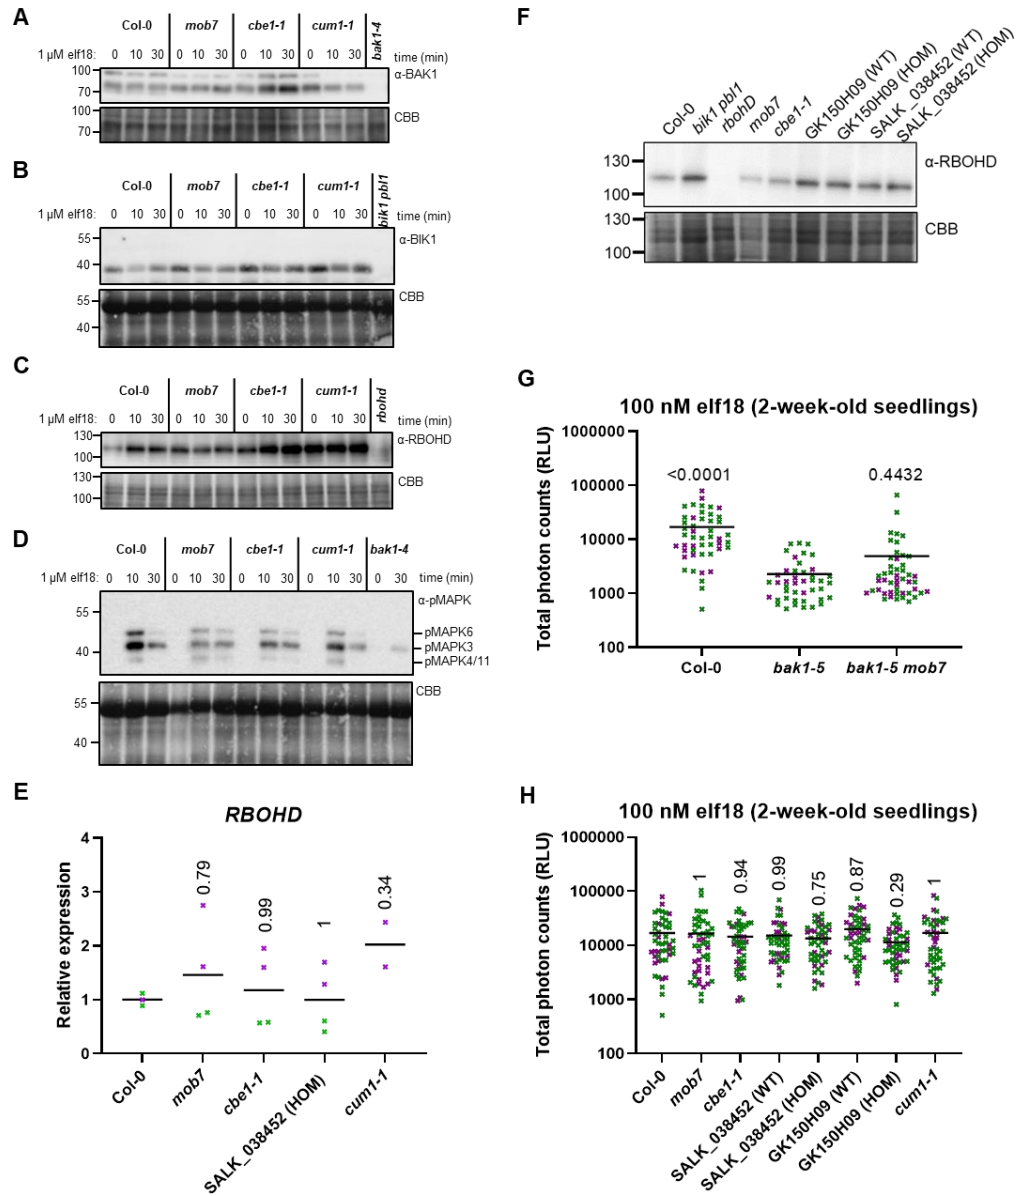 A
Col-0 mob7 cbe1-1 cum1-1 bak1-4
1 µM elf18: 0 10 30 0 10 30 0 10 30 0 10 30 time (min)
100
70
α-BAK1
100
70
CBB
B
Col-0 mob7 cbe1-1 cum1-1 bik1 pbl1
1 µM elf18: 0 10 30 0 10 30 0 10 30 0 10 30 time (min)
55
40
α-BIK1
55
40
CBB
C
Col-0 mob7 cbe1-1 cum1-1 rbohd
1 µM elf18: 0 10 30 0 10 30 0 10 30 0 10 30 time (min)
130
100
α-RBOHD
130
100
CBB
D
Col-0 mob7 cbe1-1 cum1-1 bak1-4
1 µM elf18: 0 10 30 0 10 30 0 10 30 0 10 30 0 30 time (min)
α-pMAPK
55
40
pMAPK6
pMAPK3
pMAPK4/11
55
40
CBB
E
RBOHD
Relative expression
4
3
2
1
0
0.79
0.99
1
0.34
Col-0
mob7
cbe1-1
SALK_038452 (HOM)
cum1-1
F
Col-0
bik1 pbl1
rbohD
mob7
cbe1-1
GK150H09 (WT)
GK150H09 (HOM)
SALK_038452 (WT)
SALK_038452 (HOM)
130
100
α-RBOHD
130
100
CBB
G
100 nM elf18 (2-week-old seedlings)
Total photon counts (RLU)
1000000
100000
10000
1000
100
<0.0001
0.4432
Col-0 bak1-5 bak1-5 mob7
H
100 nM elf18 (2-week-old seedlings)
Total photon counts (RLU)
1000000
100000
10000
1000
100
1
0.94
0.99
0.75
0.87
0.29
1
Col-0
mob7
cbe1-1
SALK_038452 (WT)
SALK_038452 (HOM)
GK150H09 (WT)
GK150H09 (HOM)
cum1-1